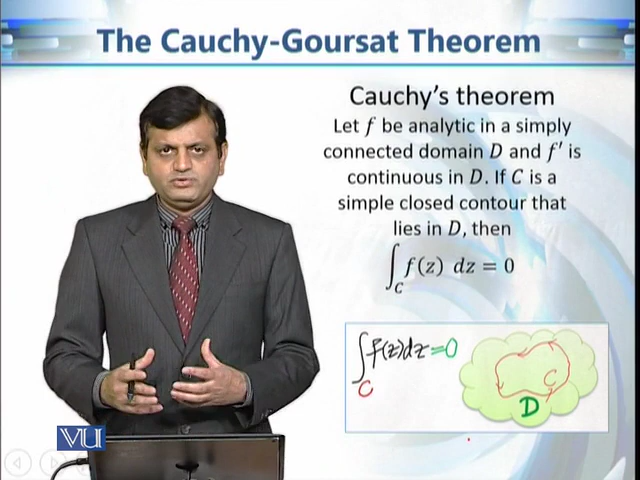 The Cauchy-Goursat Theorem
Cauchy's theorem
Let f be analytic in a simply
connected domain D and f′ is
continuous in D. If C is a
simple closed contour that
lies in D, then
∫_C f(z) dz = 0
∫_C f(z)dz = 0
C
D
VU